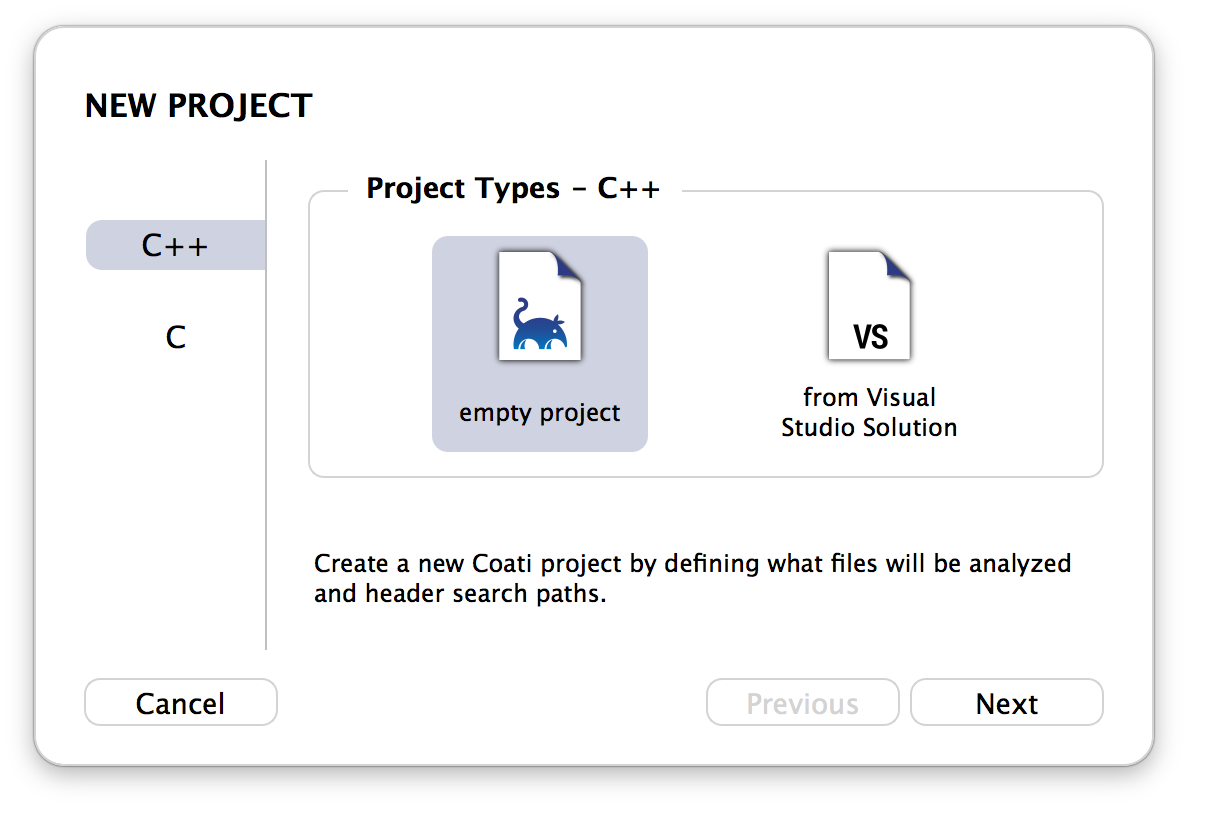 NEW PROJECT
C++
C
Project Types – C++
empty project
VS
from Visual
Studio Solution
Create a new Coati project by defining what files will be analyzed
and header search paths.
Cancel
Previous
Next